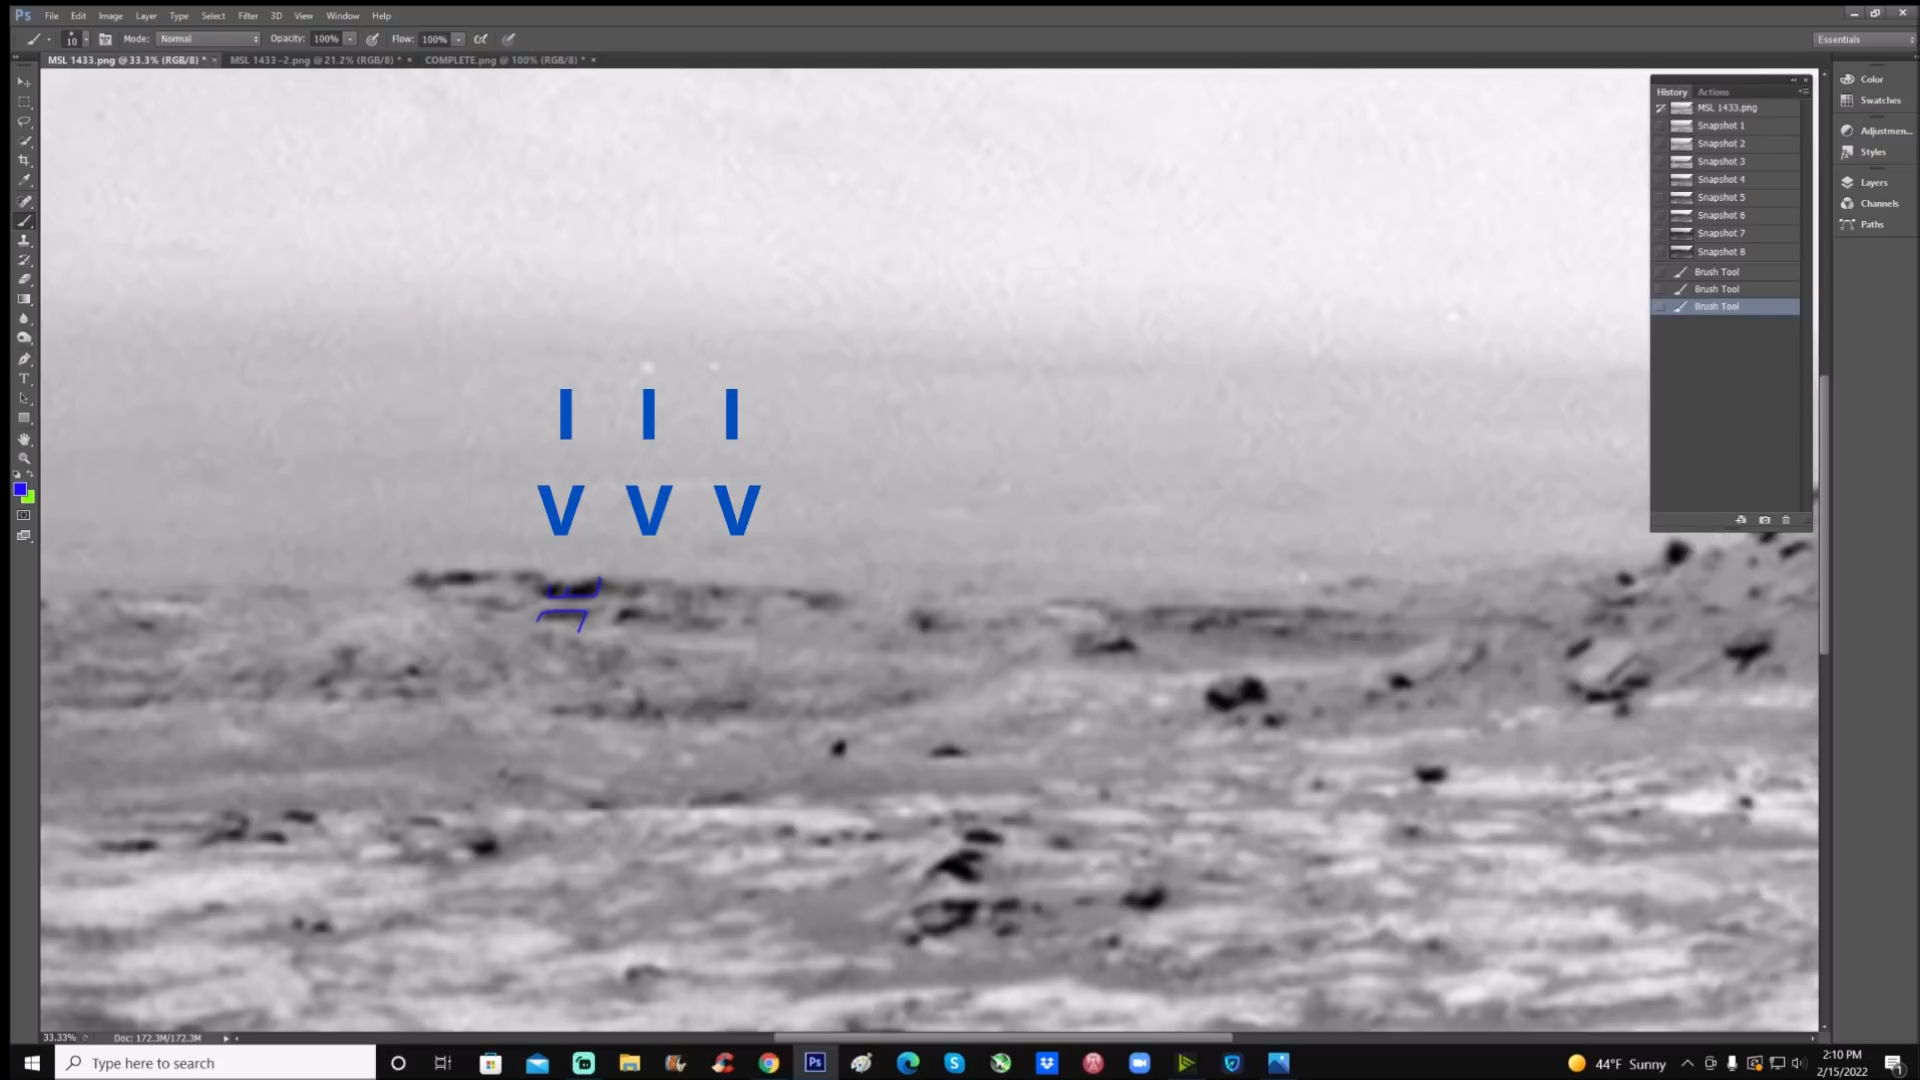 Ps File Edit Image Layer Type Select Filter 3D View Window Help
10 Mode: Normal Opacity: 100% Flow: 100% Essentials
MSL 1433.png @ 33.3% (RGB/8) * × MSL 1433-2.png @ 21.2% (RGB/8) * × COMPLETE.png @ 100% (RGB/8) * ×
History Actions
MSL 1433.png
Snapshot 1
Snapshot 2
Snapshot 3
Snapshot 4
Snapshot 5
Snapshot 6
Snapshot 7
Snapshot 8
Brush Tool
Brush Tool
Brush Tool
Color
Swatches
Adjustmen...
Styles
Layers
Channels
Paths
I I I
V V V
33.33% Doc: 172.3M/172.3M
Type here to search
Ps
44°F Sunny
2:10 PM
2/15/2022